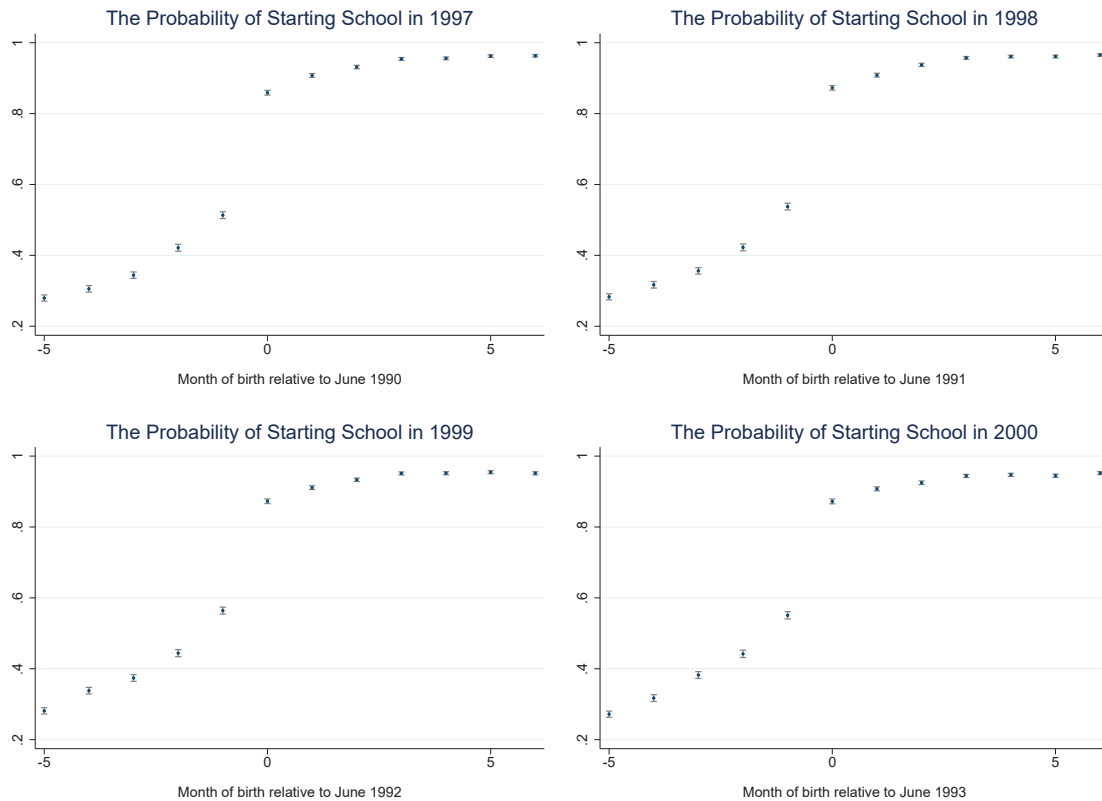 The Probability of Starting School in 1997
1
.8
.6
.4
.2
-5 0 5
Month of birth relative to June 1990
The Probability of Starting School in 1998
1
.8
.6
.4
.2
-5 0 5
Month of birth relative to June 1991
The Probability of Starting School in 1999
1
.8
.6
.4
.2
-5 0 5
Month of birth relative to June 1992
The Probability of Starting School in 2000
1
.8
.6
.4
.2
-5 0 5
Month of birth relative to June 1993